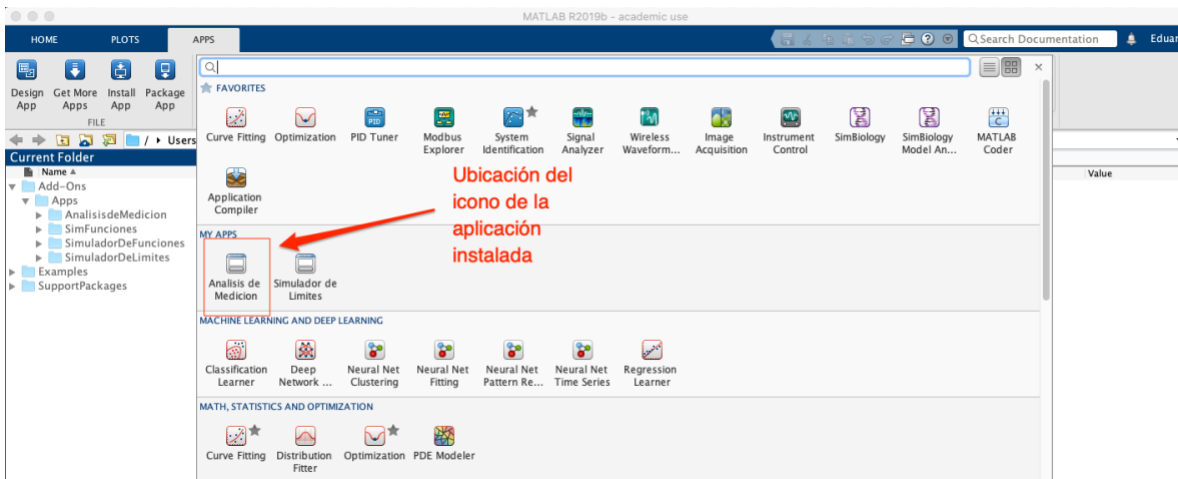 MATLAB R2019b - academic use
HOME PLOTS APPS
Search Documentation Eduar
Design App
Get More Apps
Install App
Package App
FILE
/ ▸ Users
Current Folder
Name
Value
Add-Ons
Apps
AnalisisdeMedicion
SimFunciones
SimuladorDeFunciones
SimuladorDeLimites
Examples
SupportPackages
FAVORITES
Curve Fitting
Optimization
PID Tuner
Modbus
Explorer
System
Identification
Signal
Analyzer
Wireless
Waveform...
Image
Acquisition
Instrument
Control
SimBiology
SimBiology
Model An...
MATLAB
Coder
Application
Compiler
Ubicación del
icono de la
aplicación
instalada
MY APPS
Analisis de
Medicion
Simulador de
Limites
MACHINE LEARNING AND DEEP LEARNING
Classification
Learner
Deep
Network ...
Neural Net
Clustering
Neural Net
Fitting
Neural Net
Pattern Re...
Neural Net
Time Series
Regression
Learner
MATH, STATISTICS AND OPTIMIZATION
Curve Fitting
Distribution
Fitter
Optimization
PDE Modeler